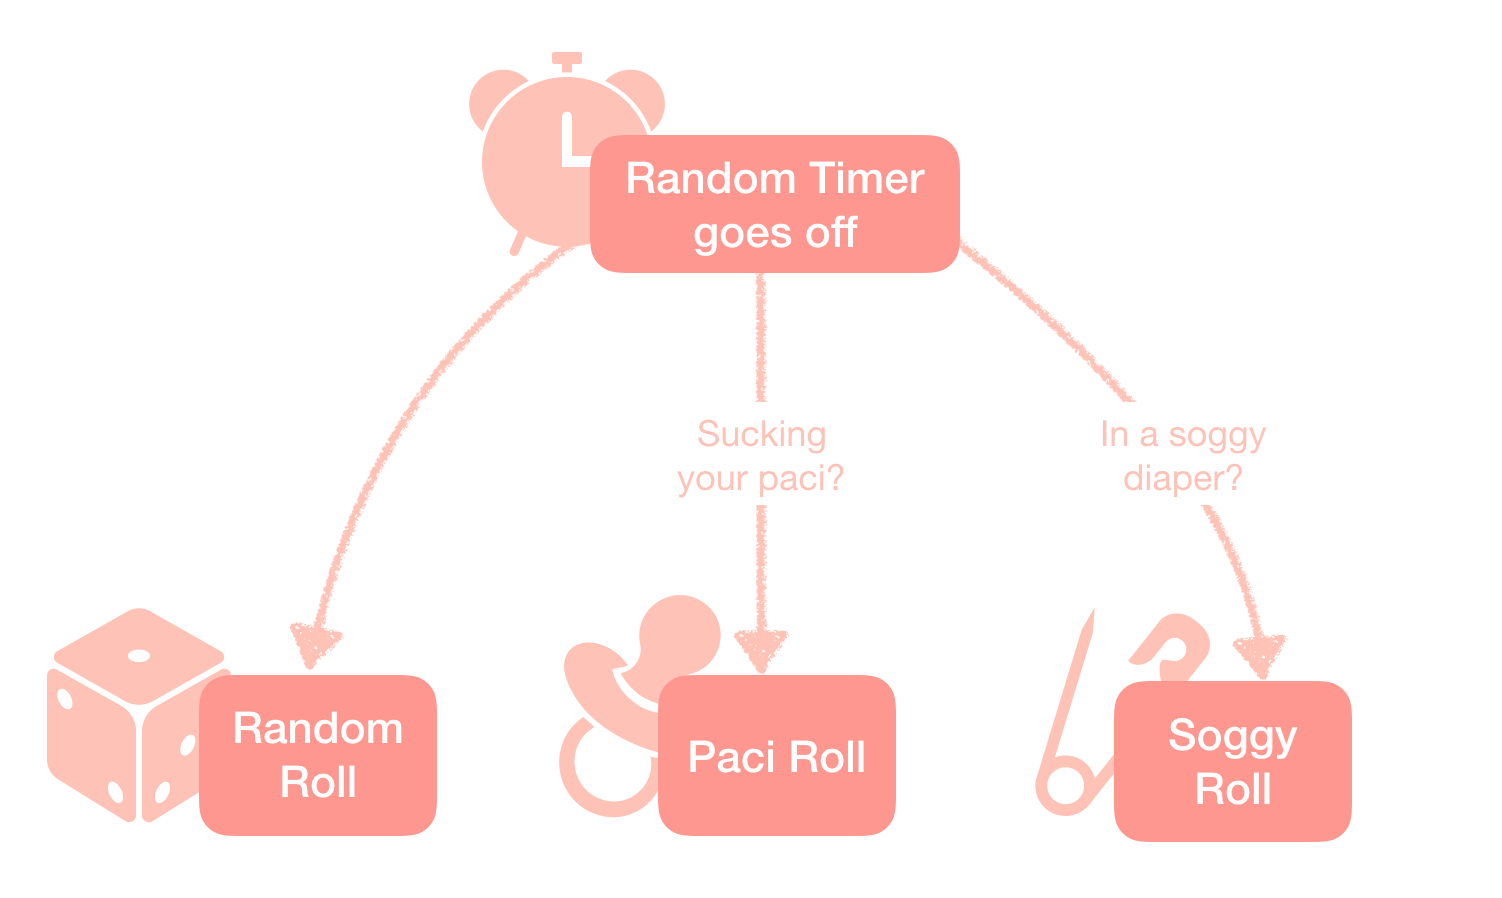 Random Timer
goes off
Sucking
your paci?
In a soggy
diaper?
Random
Roll
Paci Roll
Soggy
Roll